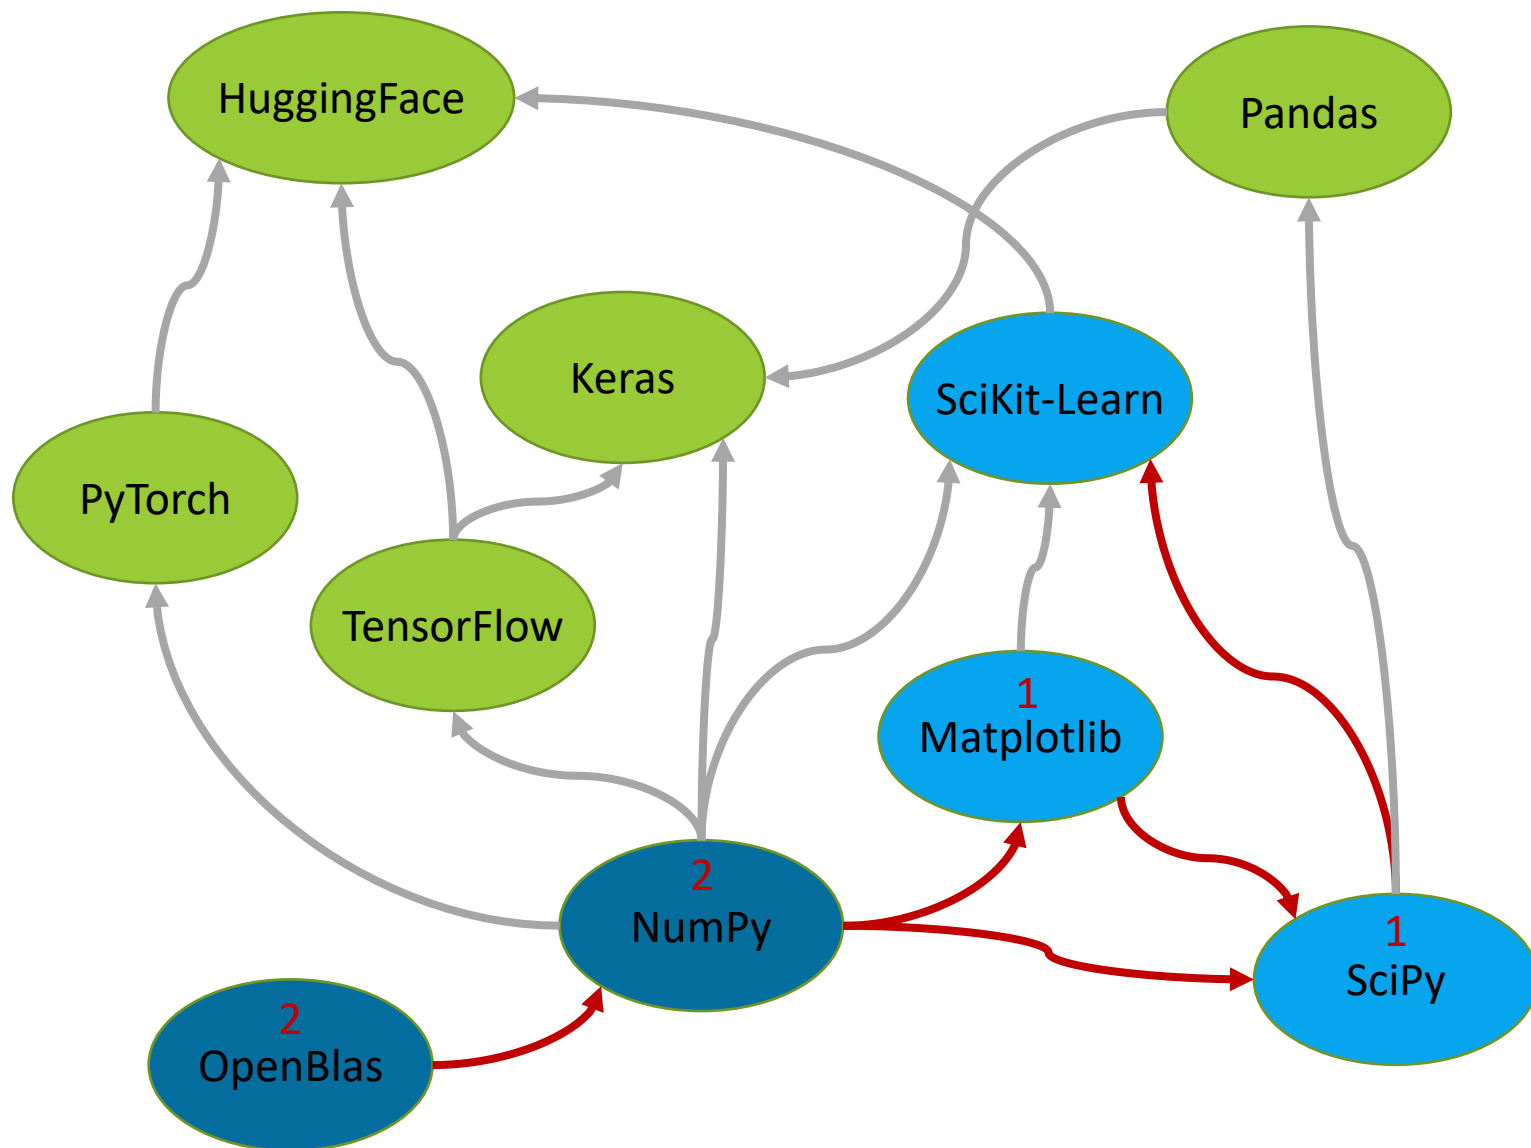 HuggingFace
Pandas
Keras
SciKit-Learn
PyTorch
TensorFlow
1
Matplotlib
2
NumPy
1
SciPy
2
OpenBlas